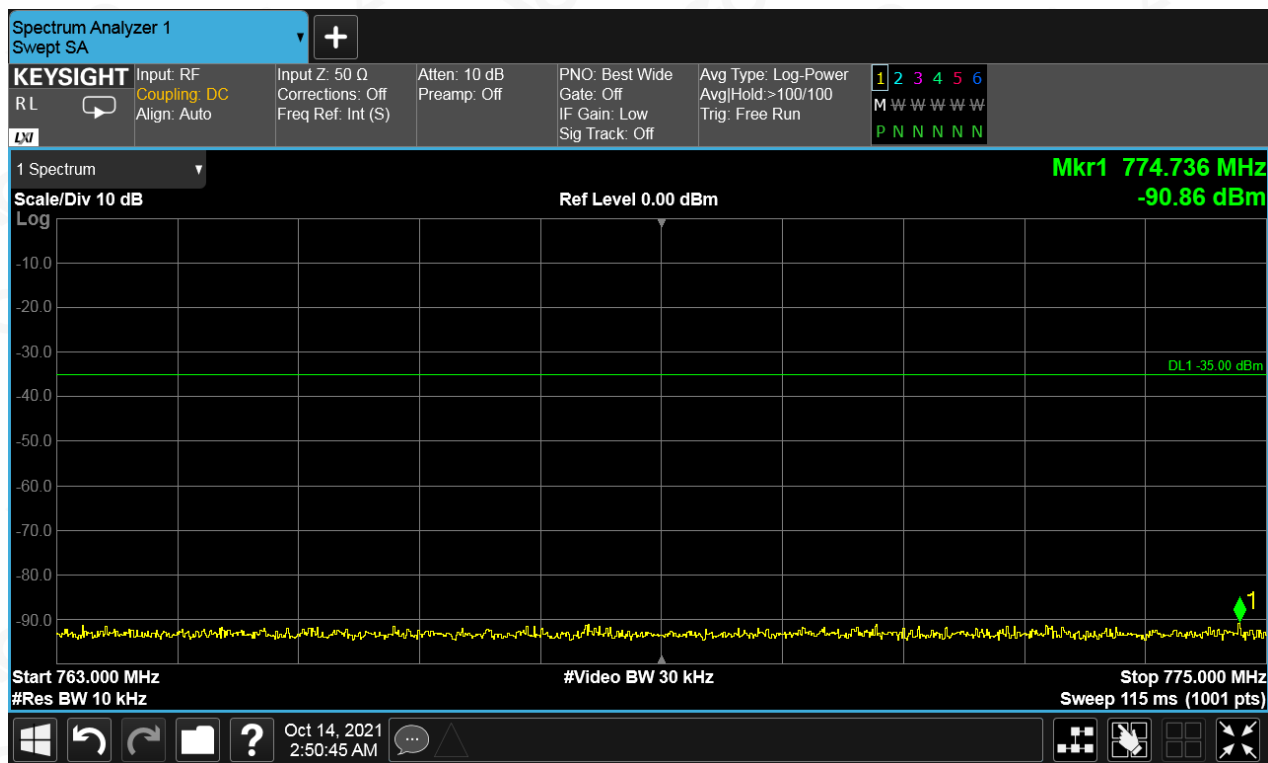 Spectrum Analyzer 1
Swept SA
KEYSIGHT
RL
LXI
Input: RF
Coupling: DC
Align: Auto
Input Z: 50 Ω
Corrections: Off
Freq Ref: Int (S)
Atten: 10 dB
Preamp: Off
PNO: Best Wide
Gate: Off
IF Gain: Low
Sig Track: Off
Avg Type: Log-Power
Avg|Hold:>100/100
Trig: Free Run
1 2 3 4 5 6
M W W W W W
P N N N N N
1 Spectrum
Mkr1 774.736 MHz
-90.86 dBm
Scale/Div 10 dB
Ref Level 0.00 dBm
Log
-10.0
-20.0
-30.0
DL1 -35.00 dBm
-40.0
-50.0
-60.0
-70.0
-80.0
-90.0
1
Start 763.000 MHz
#Video BW 30 kHz
Stop 775.000 MHz
#Res BW 10 kHz
Sweep 115 ms (1001 pts)
?
Oct 14, 2021
2:50:45 AM